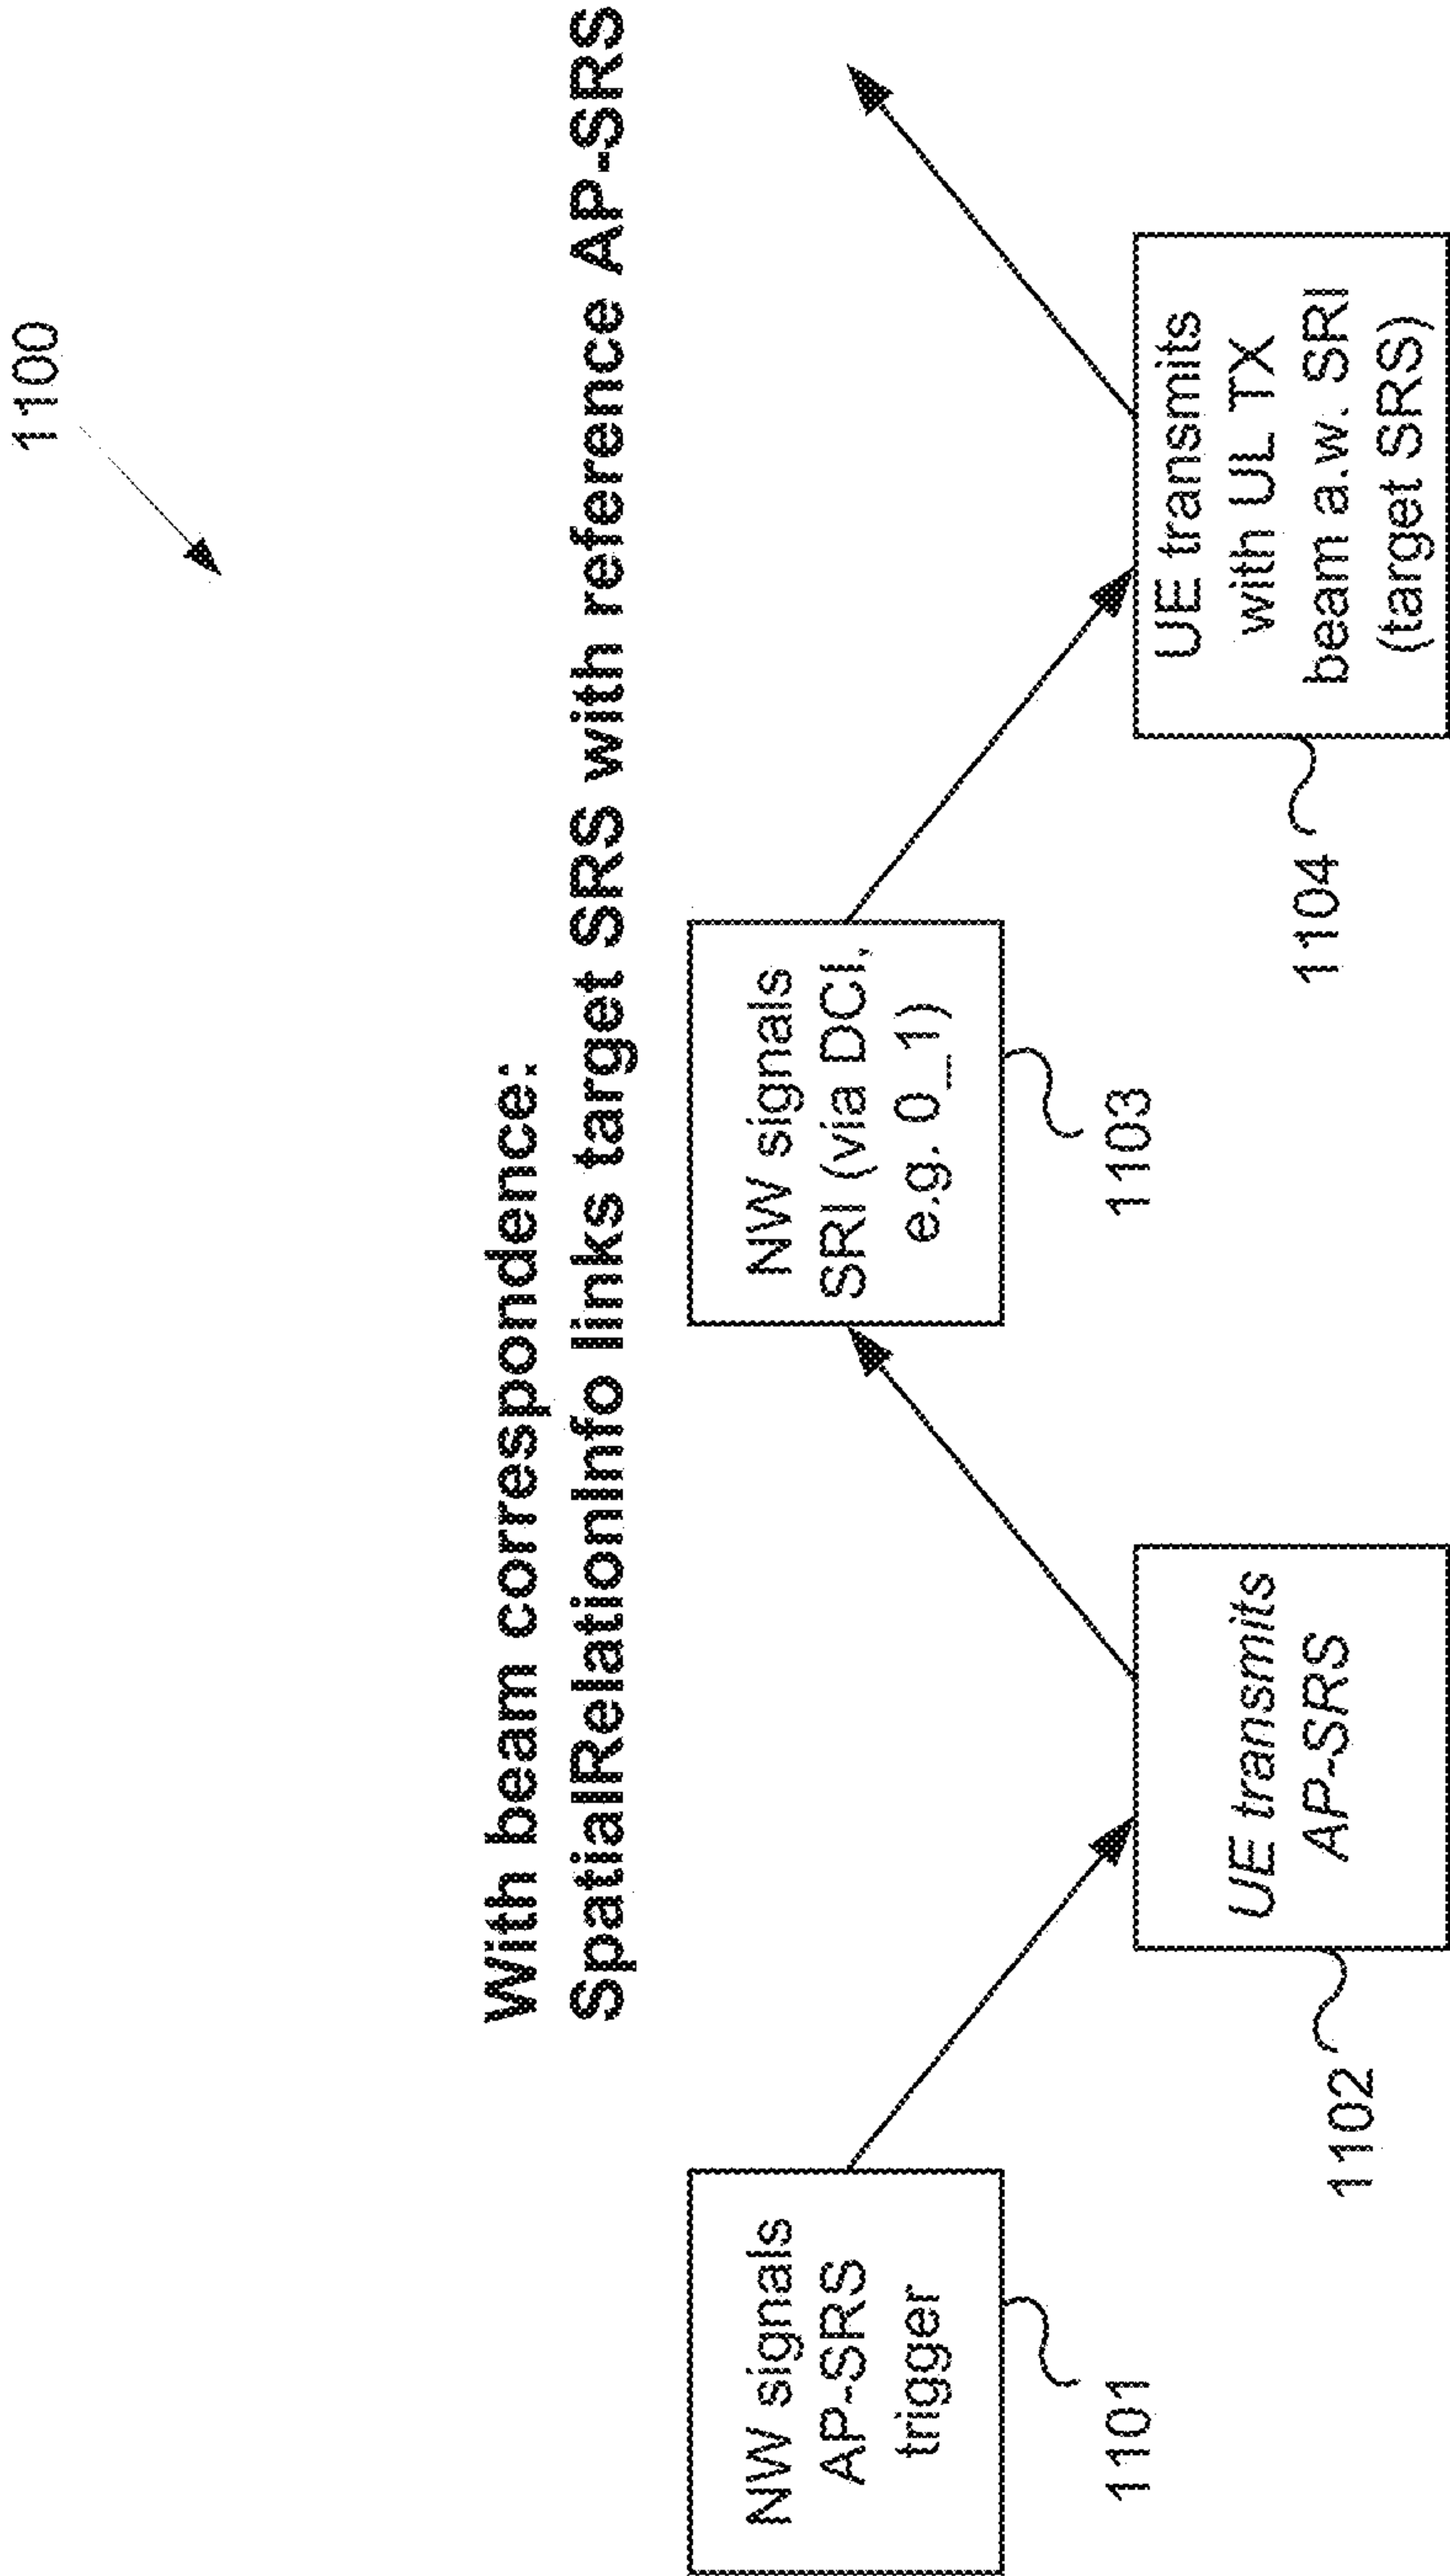 1100
With beam correspondence:
SpatialRelationInfo links target SRS with reference AP-SRS
NW signals
AP-SRS
trigger
1101
UE transmits
AP-SRS
1102
NW signals
SRI (via DCI,
e.g. 0_1)
1103
UE transmits
with UL TX
beam a.w. SRI
(target SRS)
1104